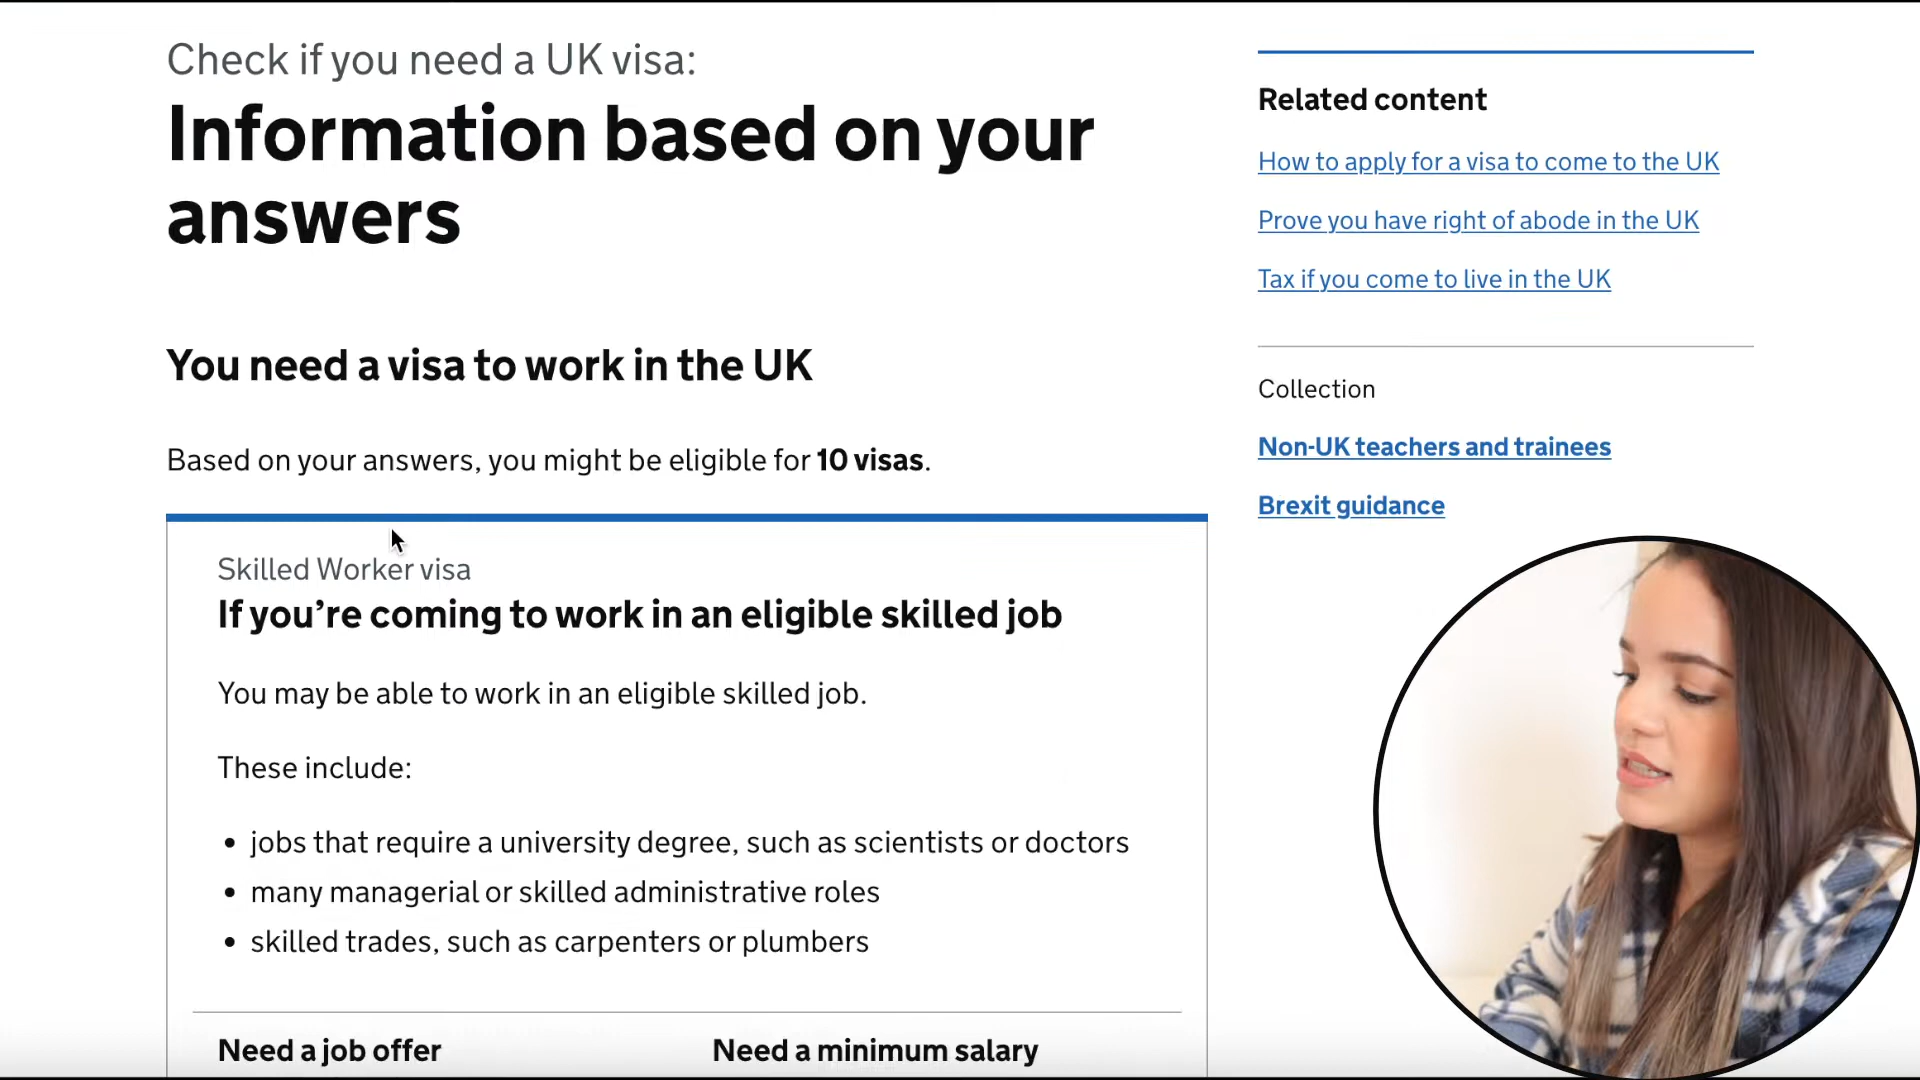 Check if you need a UK visa:
Information based on your
answers
You need a visa to work in the UK
Based on your answers, you might be eligible for 10 visas.
Skilled Worker visa
If you’re coming to work in an eligible skilled job
You may be able to work in an eligible skilled job.
These include:
• jobs that require a university degree, such as scientists or doctors
• many managerial or skilled administrative roles
• skilled trades, such as carpenters or plumbers
Need a job offer
Need a minimum salary
Related content
How to apply for a visa to come to the UK
Prove you have right of abode in the UK
Tax if you come to live in the UK
Collection
Non-UK teachers and trainees
Brexit guidance